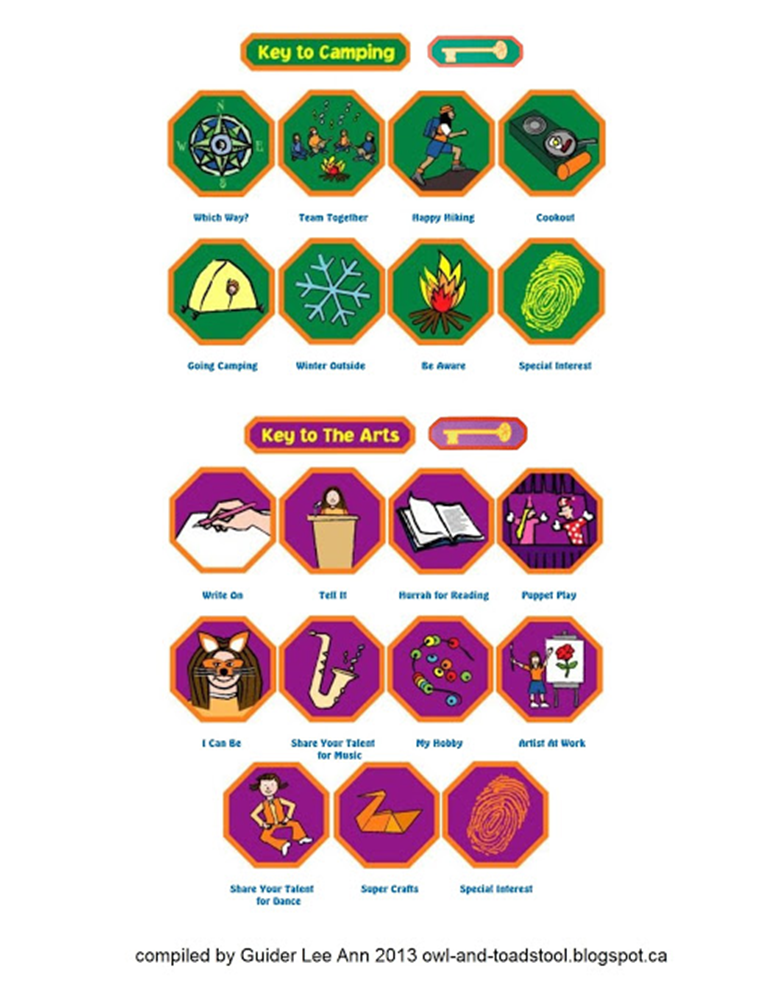 Key to Camping
N
W E
S
Which Way? Team Together Happy Hiking Cookout
Going Camping Winter Outside Be Aware Special Interest
Key to The Arts
Write On Tell It Hurrah for Reading Puppet Play
I Can Be Share Your Talent for Music My Hobby Artist At Work
Share Your Talent for Dance Super Crafts Special Interest
compiled by Guider Lee Ann 2013 owl-and-toadstool.blogspot.ca